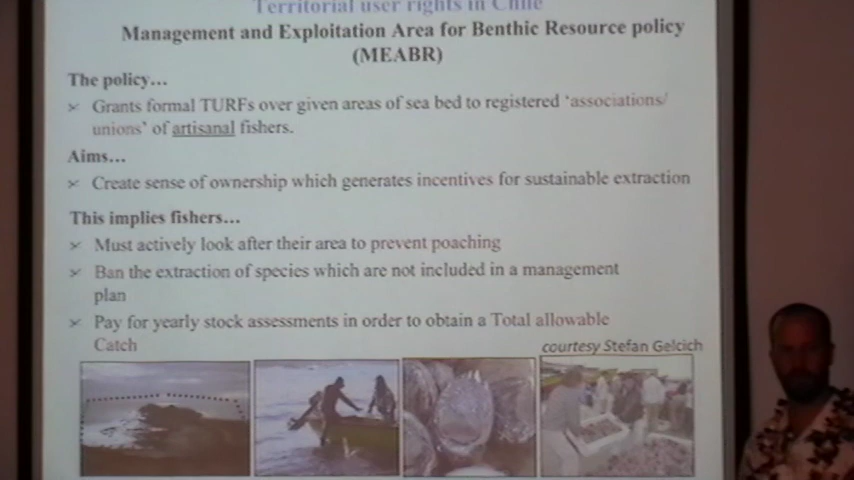 Territorial user rights in Chile
Management and Exploitation Area for Benthic Resource policy
(MEABR)
The policy...
Grants formal TURFs over given areas of sea bed to registered 'associations/
unions' of artisanal fishers.
Aims...
Create sense of ownership which generates incentives for sustainable extraction
This implies fishers...
Must actively look after their area to prevent poaching
Ban the extraction of species which are not included in a management
plan
Pay for yearly stock assessments in order to obtain a Total allowable
Catch
courtesy Stefan Gelcich